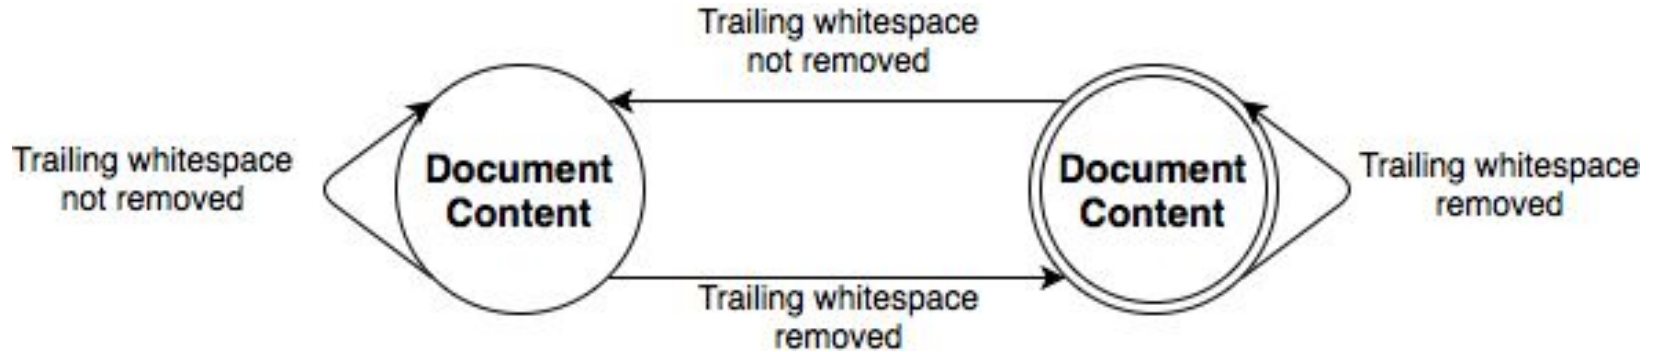 Trailing whitespace
not removed
Trailing whitespace
not removed
Document
Content
Document
Content
Trailing whitespace
removed
Trailing whitespace
removed